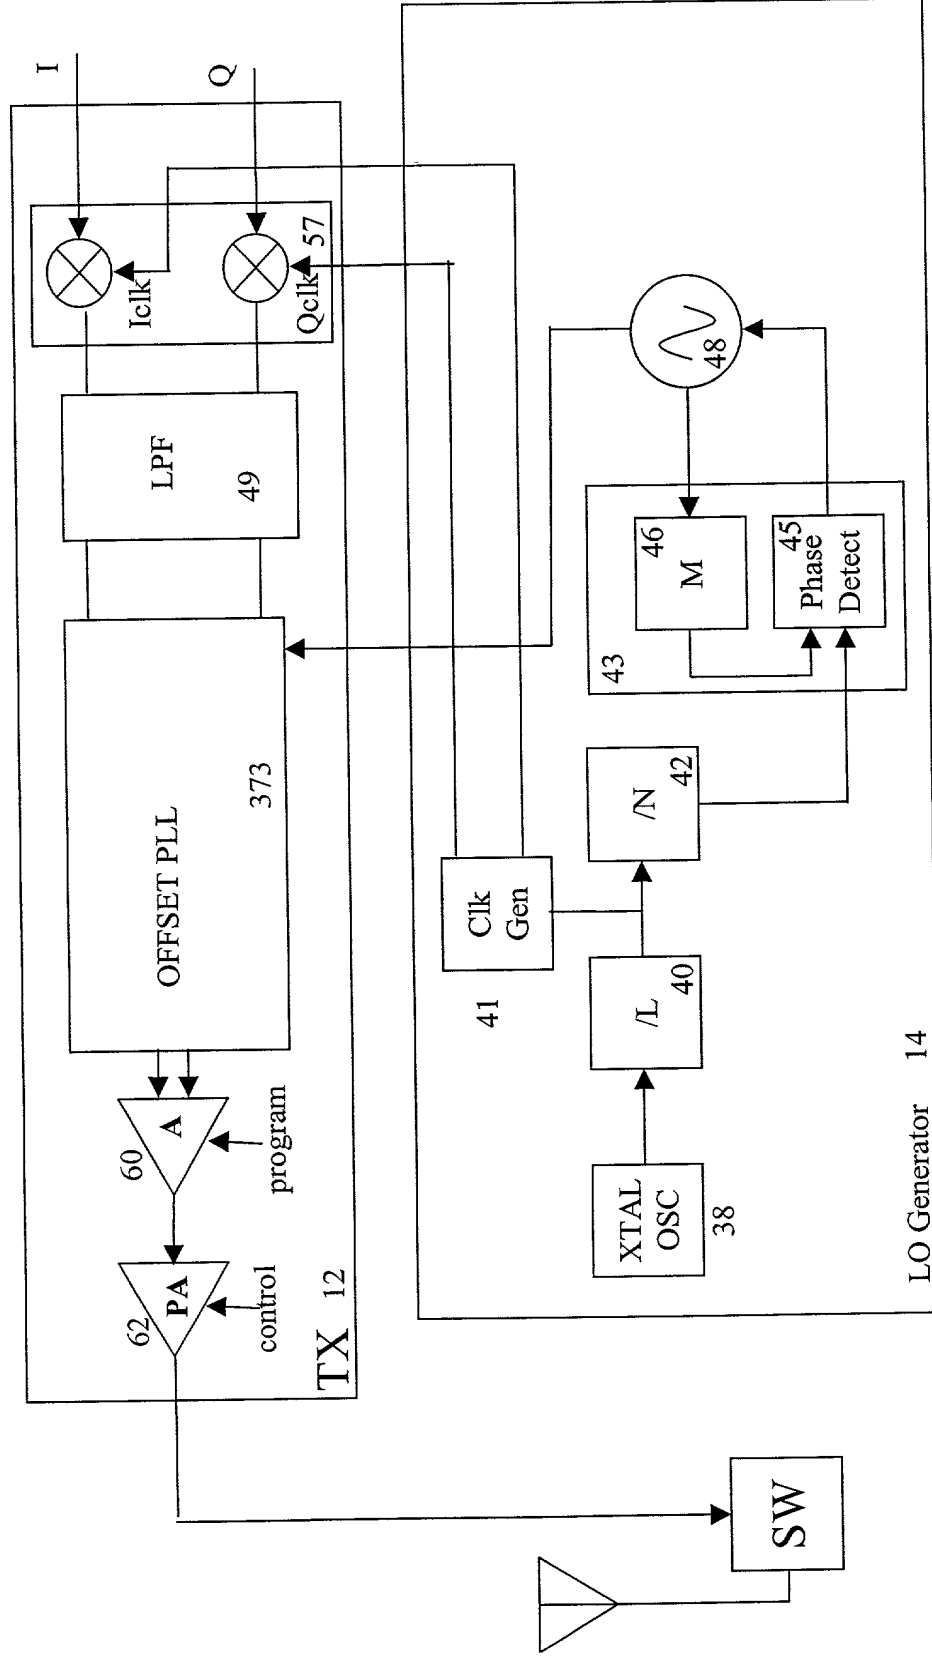 I
Q
Iclk
Qclk
57
LPF
49
OFFSET PLL
373
A
60
program
PA
62
control
TX 12
48
M
46
45
Phase
Detect
43
/N
42
Clk
Gen
41
/L
40
XTAL
OSC
38
LO Generator 14
SW